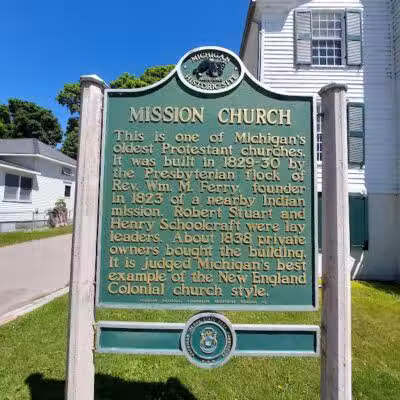 MICHIGAN
HISTORIC SITE
MISSION CHURCH
This is one of Michigan's
oldest Protestant churches.
It was built in 1829-30 by
the Presbyterian flock of
Rev. Wm. M. Ferry, founder
in 1823 of a nearby Indian
mission. Robert Stuart and
Henry Schoolcraft were lay
leaders. About 1838 private
owners bought the building.
It is judged Michigan's best
example of the New England
Colonial church style.